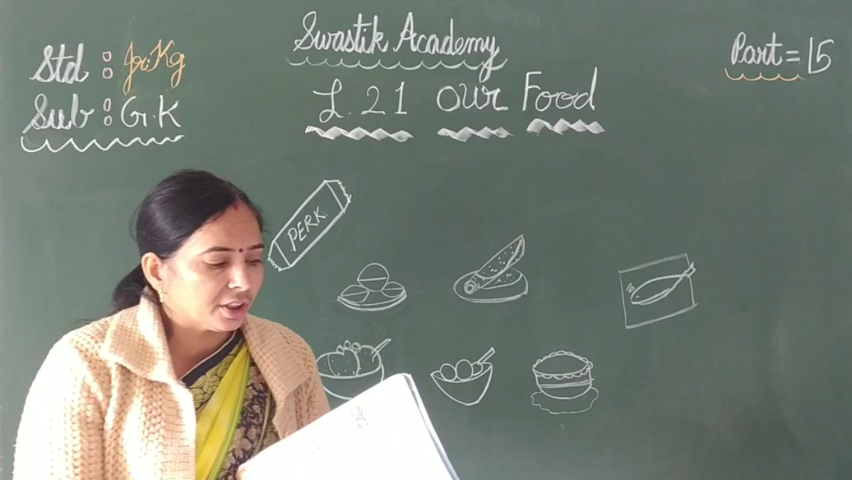 Swastik Academy
Std : Jr. Kg
Sub : G.K
Part = 15
L. 21 Our Food
PERK.